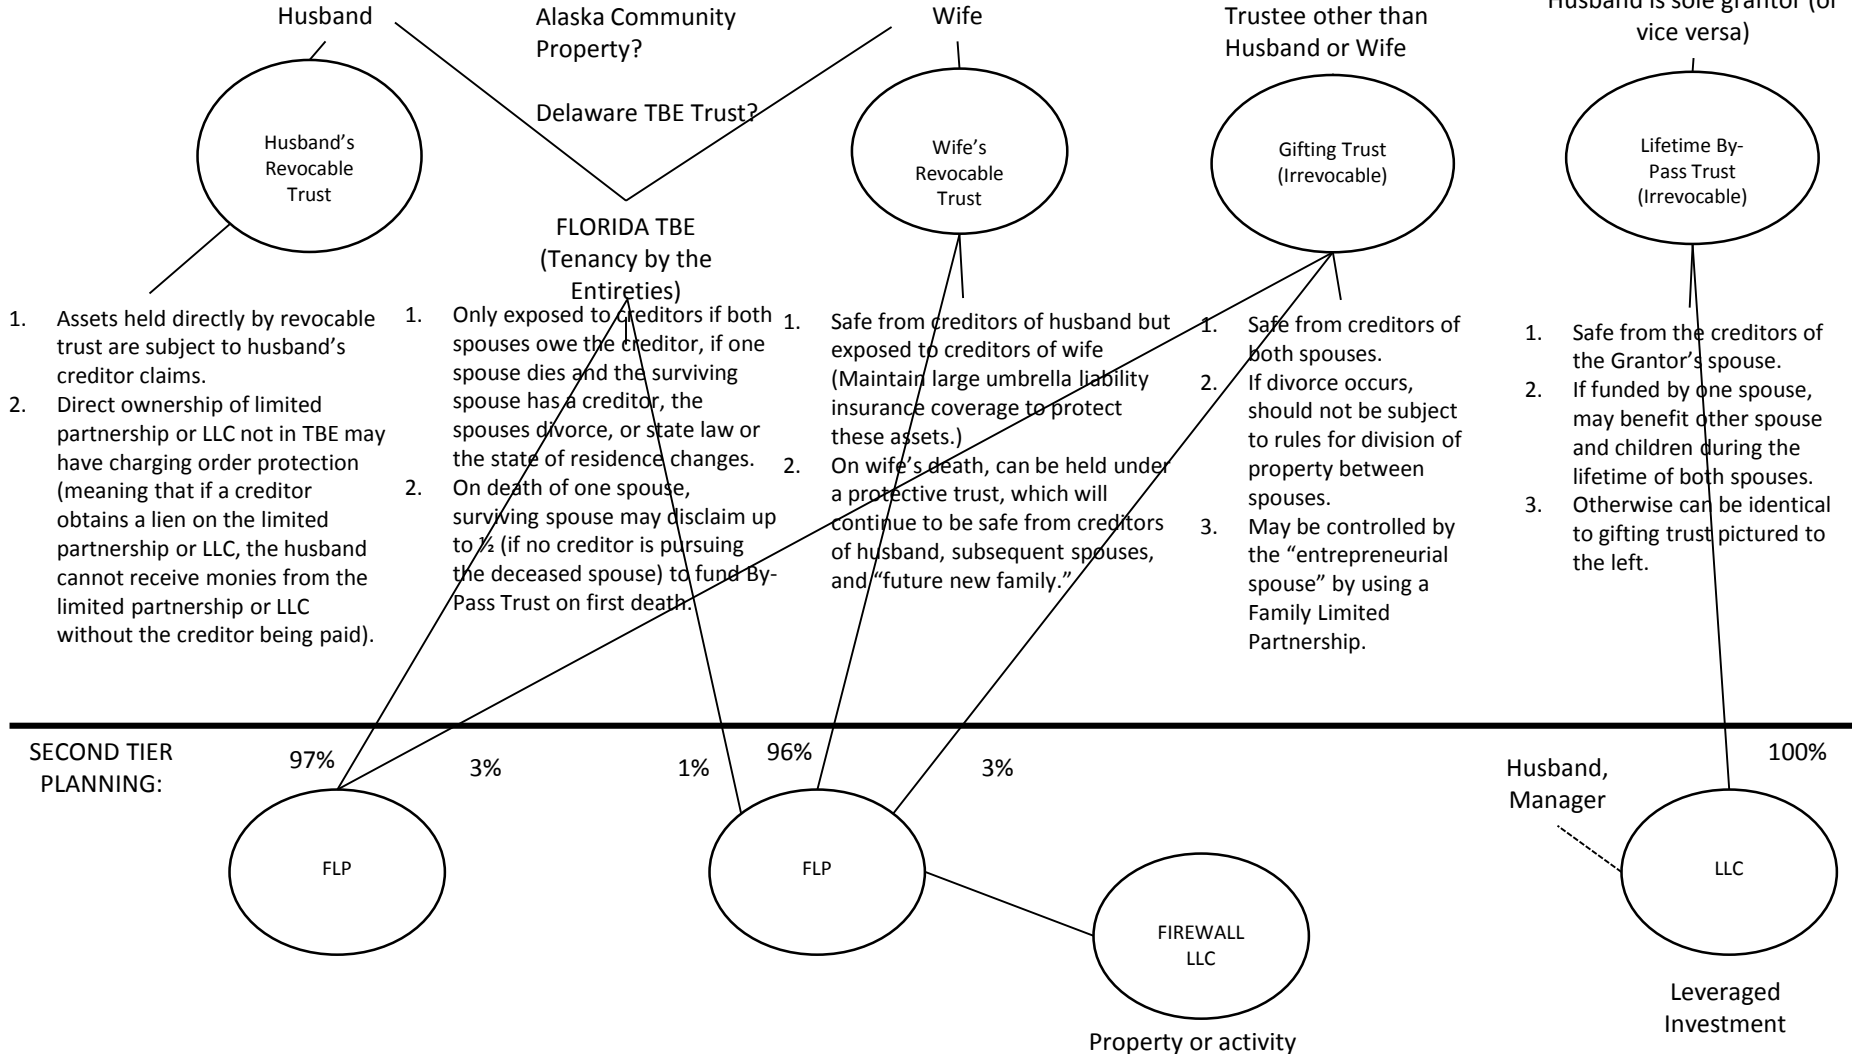 Husband
Alaska Community
Property?
Delaware TBE Trust?
Wife
Trustee other than
Husband or Wife
Husband is sole grantor (or
vice versa)
Husband’s
Revocable
Trust
FLORIDA TBE
(Tenancy by the
Entireties)
Wife’s
Revocable
Trust
Gifting Trust
(Irrevocable)
Lifetime By-
Pass Trust
(Irrevocable)
1. Assets held directly by revocable
trust are subject to husband’s
creditor claims.
2. Direct ownership of limited
partnership or LLC not in TBE may
have charging order protection
(meaning that if a creditor
obtains a lien on the limited
partnership or LLC, the husband
cannot receive monies from the
limited partnership or LLC
without the creditor being paid).
1. Only exposed to creditors if both
spouses owe the creditor, if one
spouse dies and the surviving
spouse has a creditor, the
spouses divorce, or state law or
the state of residence changes.
2. On death of one spouse,
surviving spouse may disclaim up
to ½ (if no creditor is pursuing
the deceased spouse) to fund By-
Pass Trust on first death.
1. Safe from creditors of husband but
exposed to creditors of wife
(Maintain large umbrella liability
insurance coverage to protect
these assets.)
2. On wife’s death, can be held under
a protective trust, which will
continue to be safe from creditors
of husband, subsequent spouses,
and “future new family.”
1. Safe from creditors of
both spouses.
2. If divorce occurs,
should not be subject
to rules for division of
property between
spouses.
3. May be controlled by
the “entrepreneurial
spouse” by using a
Family Limited
Partnership.
1. Safe from the creditors of
the Grantor’s spouse.
2. If funded by one spouse,
may benefit other spouse
and children during the
lifetime of both spouses.
3. Otherwise can be identical
to gifting trust pictured to
the left.
SECOND TIER
PLANNING:
97%
3%
1%
96%
3%
Husband,
Manager
100%
FLP
FLP
FIREWALL
LLC
LLC
Property or activity
Leveraged
Investment